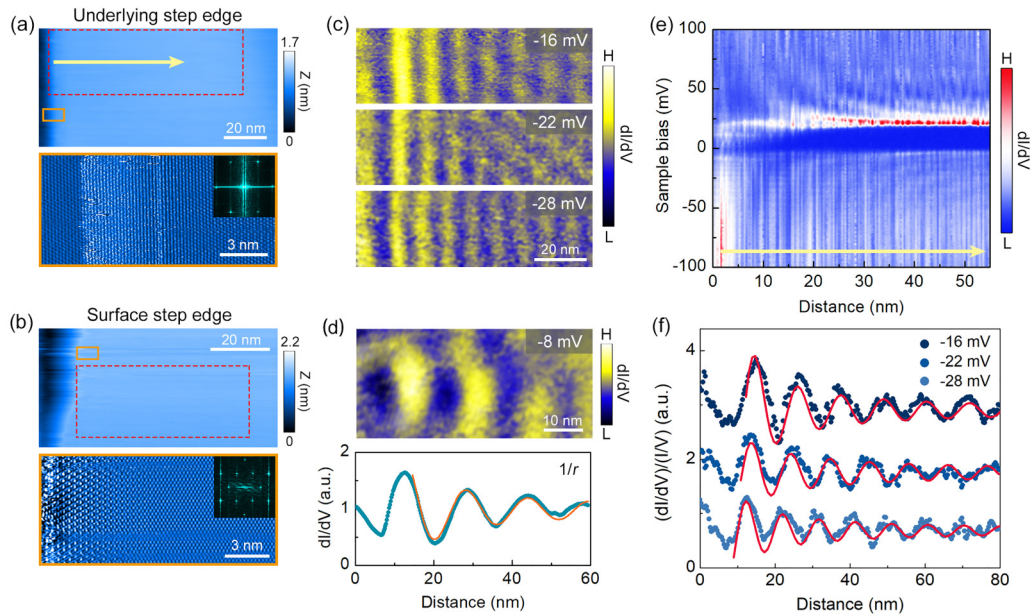 (a)
Underlying step edge
1.7
Z (nm)
0
20 nm
3 nm
(b)
Surface step edge
20 nm
2.2
Z (nm)
0
3 nm
(c)
-16 mV
-22 mV
-28 mV
20 nm
H
dI/dV
L
(d)
-8 mV
10 nm
H
dI/dV
L
1/r
2
1
0
dI/dV (a.u.)
0 20 40 60
Distance (nm)
(e)
100
50
0
-50
-100
Sample bias (mV)
0 10 20 30 40 50
Distance (nm)
H
dI/dV
L
(f)
-16 mV
-22 mV
-28 mV
4
2
0
(dI/dV)/(I/V) (a.u.)
0 10 20 30 40 50 60 70 80
Distance (nm)